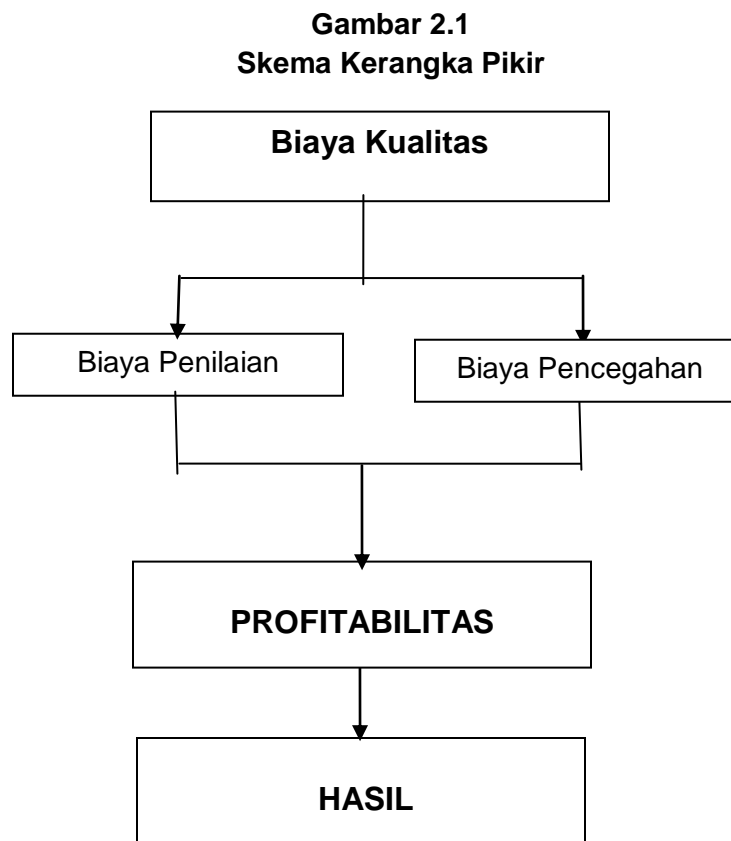 Gambar 2.1
Skema Kerangka Pikir
Biaya Kualitas
Biaya Penilaian
Biaya Pencegahan
PROFITABILITAS
HASIL